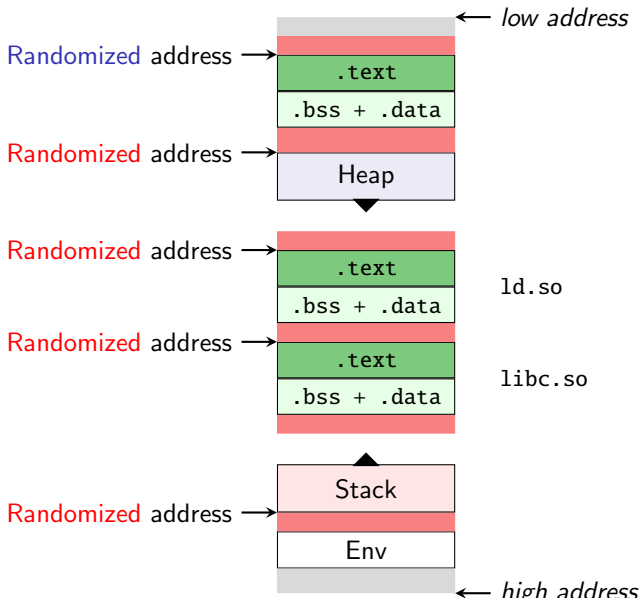 low address
Randomized address
.text
.bss + .data
Randomized address
Heap
Randomized address
.text
ld.so
.bss + .data
Randomized address
.text
libc.so
.bss + .data
Stack
Randomized address
Env
high address